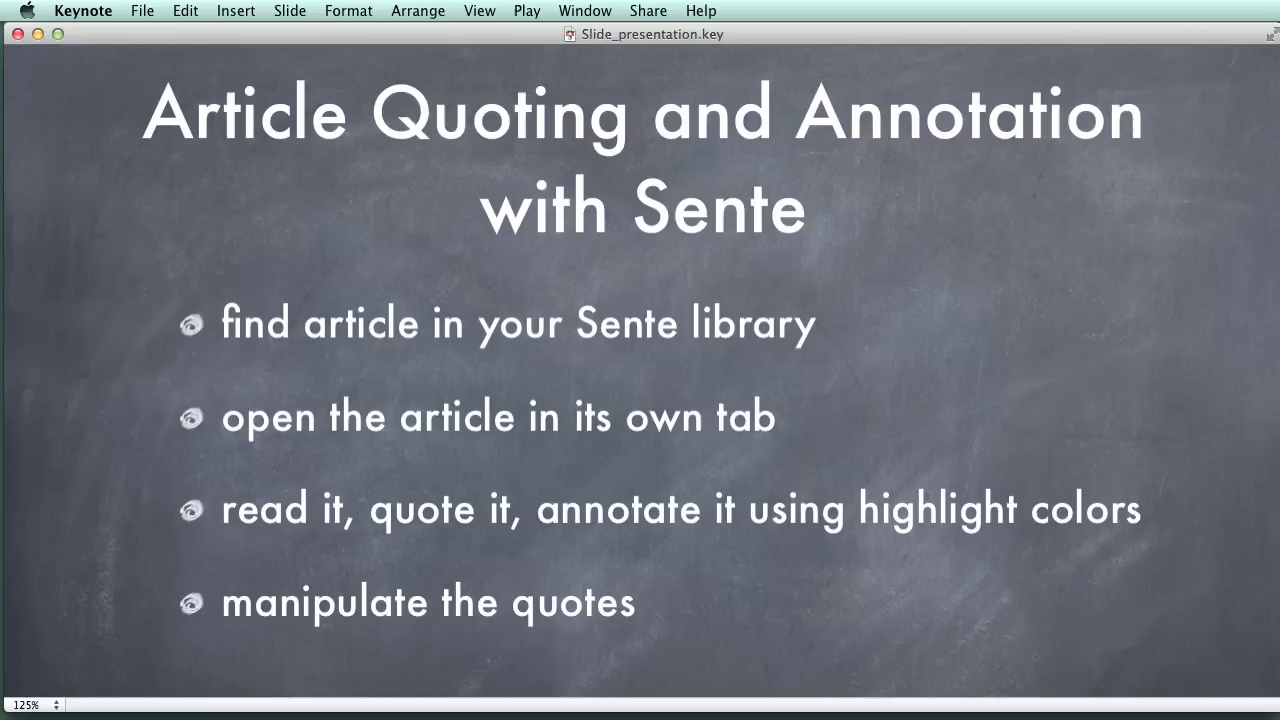 Keynote File Edit Insert Slide Format Arrange View Play Window Share Help
Slide_presentation.key
Article Quoting and Annotation
with Sente
find article in your Sente library
open the article in its own tab
read it, quote it, annotate it using highlight colors
manipulate the quotes
125%